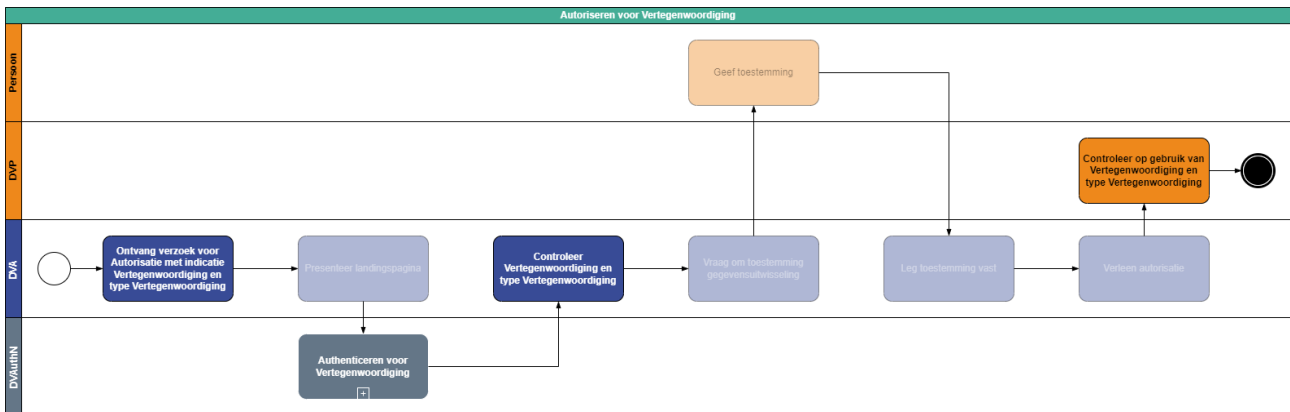 Autoriseren voor Vertegenwoordiging
Persoon
Geef toestemming
DVP
Controleer op gebruik van
Vertegenwoordiging en
type Vertegenwoordiging
DVA
Ontvang verzoek voor
Autorisatie met indicatie
Vertegenwoordiging en
type Vertegenwoordiging
Presenteer landingspagina
Controleer
Vertegenwoordiging en
type Vertegenwoordiging
Vraag om toestemming
gegevensuitwisseling
Leg toestemming vast
Verleen autorisatie
DVAuthN
Authenticeren voor
Vertegenwoordiging